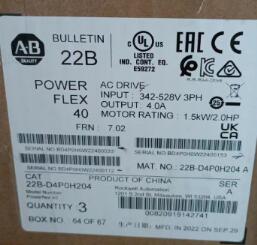 BULLETIN
22B
A-B
QUALITY
LISTED
IND. CONT. EQ.
E59272
POWER
FLEX
40
AC DRIVE
INPUT : 342-528V 3PH
OUTPUT : 4.0A
MOTOR RATING : 1.5kW/2.0HP
FRN : 7.02
MAT. NO. : 22B-D4P0H204 A
CAT
22B-D4P0H204
PRODUCT OF CHINA
Rockwell Automation
SER
A
QUANTITY 3
BOX NO. 64 OF 67
00820919142741
MFD. IN 2022 ON SEP 29